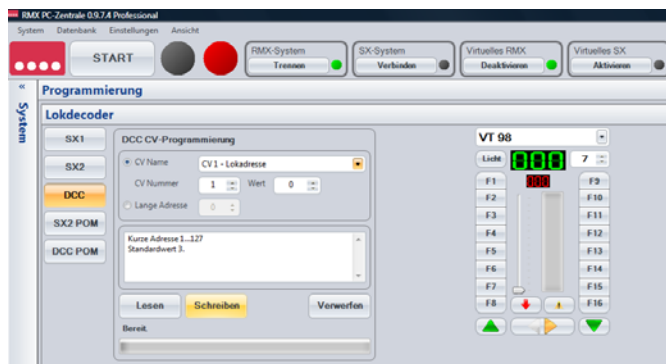 RMX PC-Zentrale 0.9.7.4 Professional
System Datenbank Einstellungen Ansicht
START
RMX-System
Trennen
SX-System
Verbinden
Virtuelles RMX
Deaktivieren
Virtuelles SX
Aktivieren
«
System
Programmierung
Lokdecoder
SX1
SX2
DCC
SX2 POM
DCC POM
DCC CV-Programmierung
CV Name CV 1 - Lokadresse
CV Nummer 1 Wert 0
Lange Adresse 0
Kurze Adresse 1...127
Standardwert 3.
Lesen Schreiben Verwerfen
Bereit.
VT 98
Licht 888 7
F1 000 F9
F2 F10
F3 F11
F4 F12
F5 F13
F6 F14
F7 F15
F8 F16